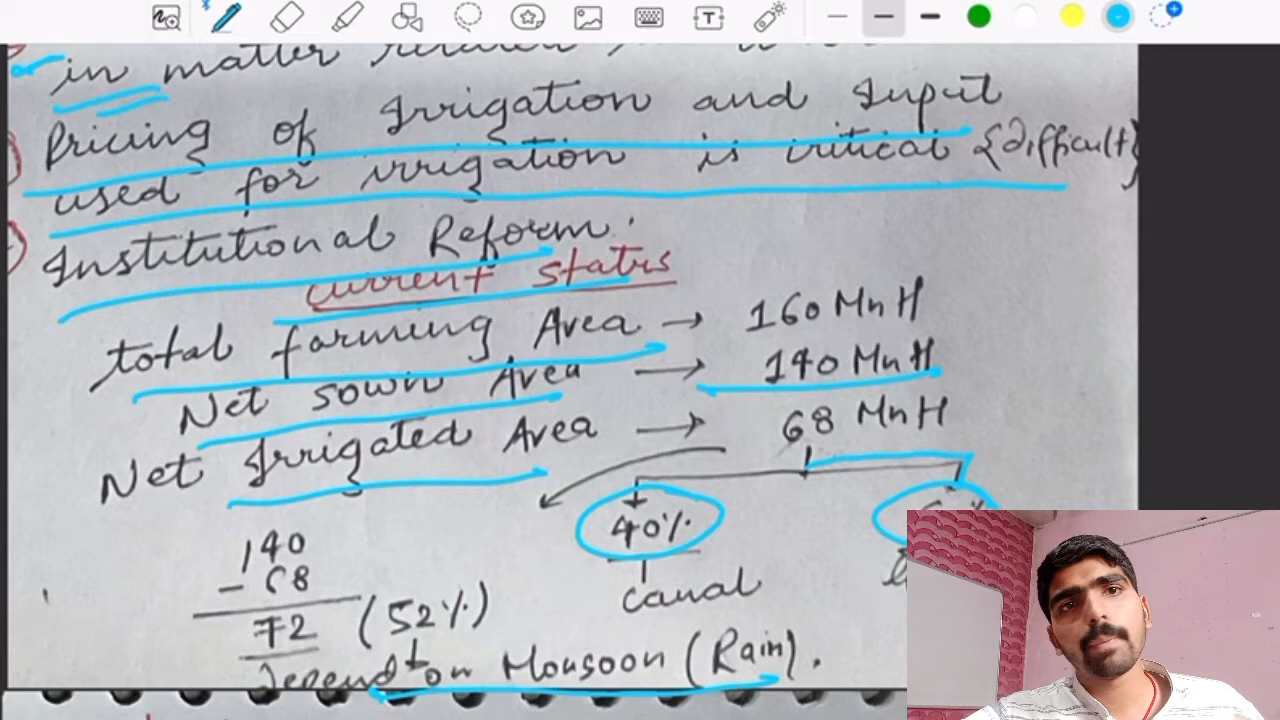 in matter related
Pricing of Irrigation and Input
used for irrigation is critical {difficult}
Institutional Reform.
current status
total farming Area → 160 MnH
Net sown Area → 140 MnH
Net Irrigated Area → 68 MnH
40%
canal
140
- 68
72 (52%)
Depend on Monsoon (Rain).